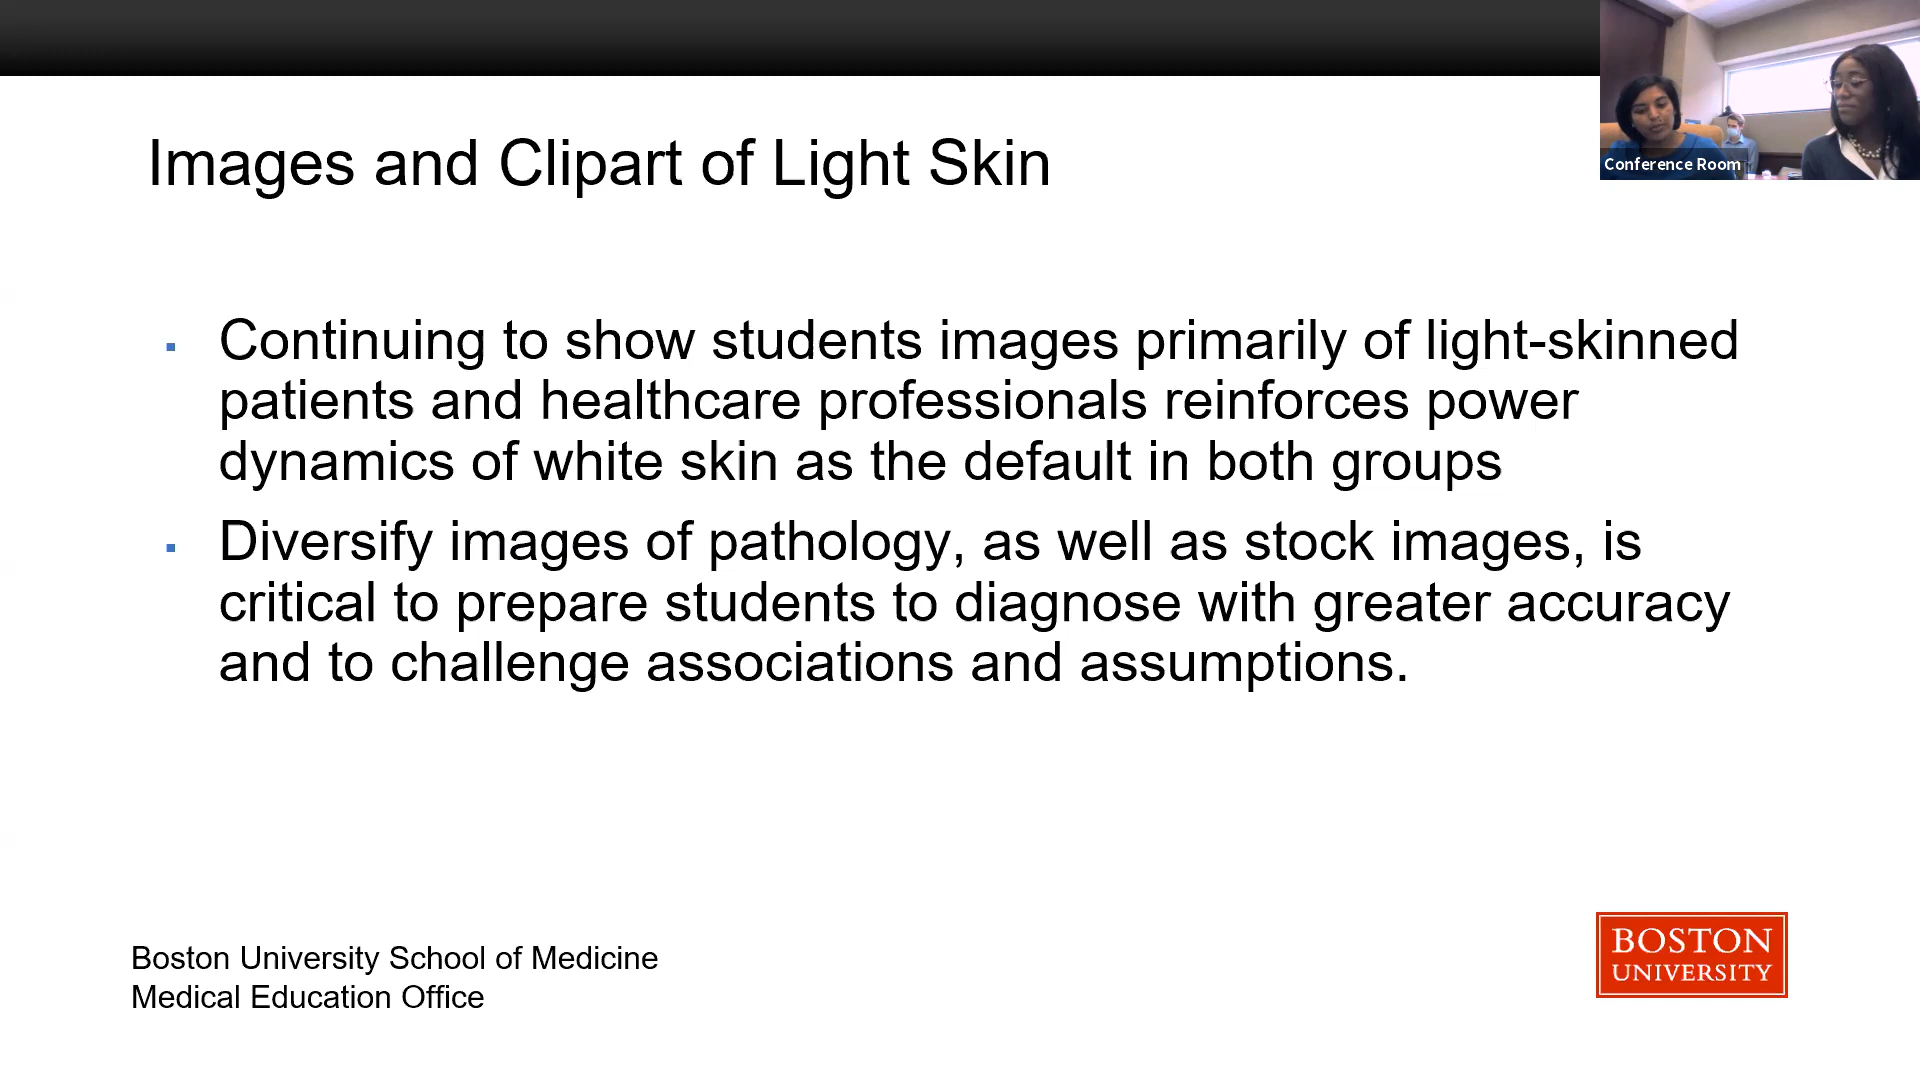 Conference Room
Images and Clipart of Light Skin
Continuing to show students images primarily of light-skinned
patients and healthcare professionals reinforces power
dynamics of white skin as the default in both groups
Diversify images of pathology, as well as stock images, is
critical to prepare students to diagnose with greater accuracy
and to challenge associations and assumptions.
Boston University School of Medicine
Medical Education Office
BOSTON
UNIVERSITY